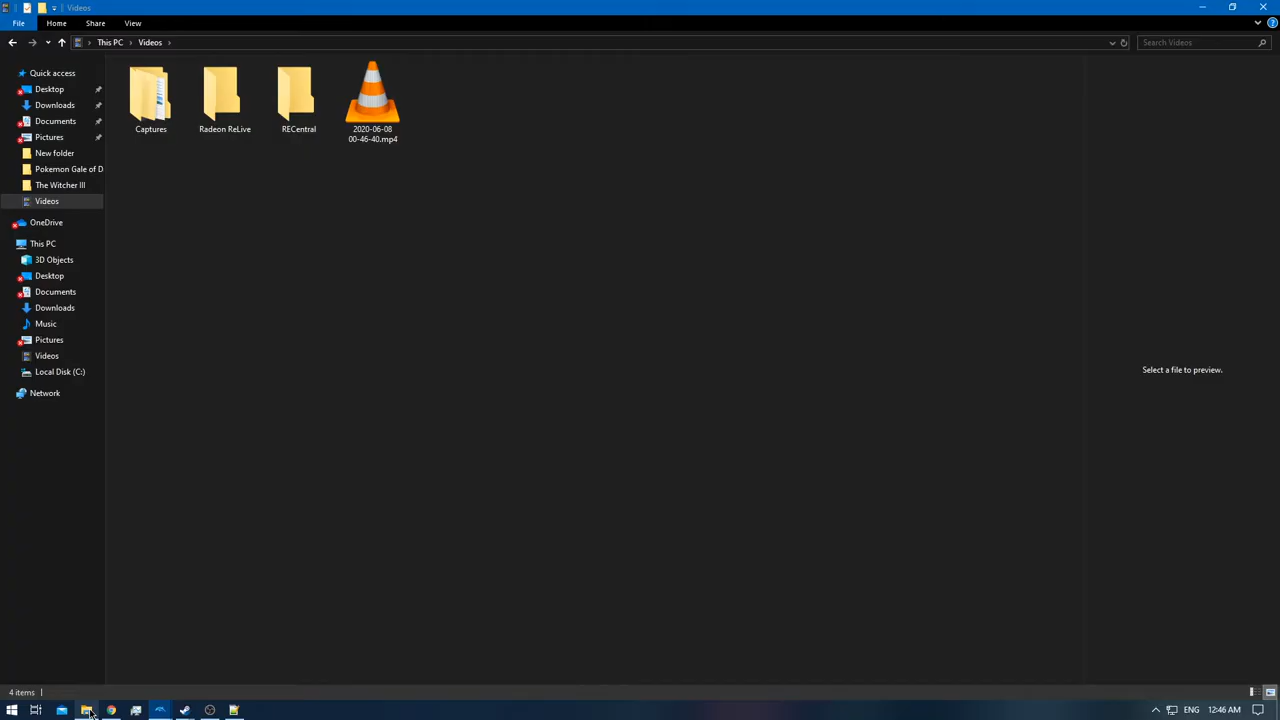 Videos
File Home Share View
This PC Videos Search Videos
Quick access
Desktop
Downloads
Documents
Pictures
New folder
Pokemon Gale of D
The Witcher III
Videos
OneDrive
This PC
3D Objects
Desktop
Documents
Downloads
Music
Pictures
Videos
Local Disk (C:)
Network
Captures
Radeon ReLive
RECentral
2020-06-08
00-46-40.mp4
Select a file to preview.
4 items
ENG 12:46 AM